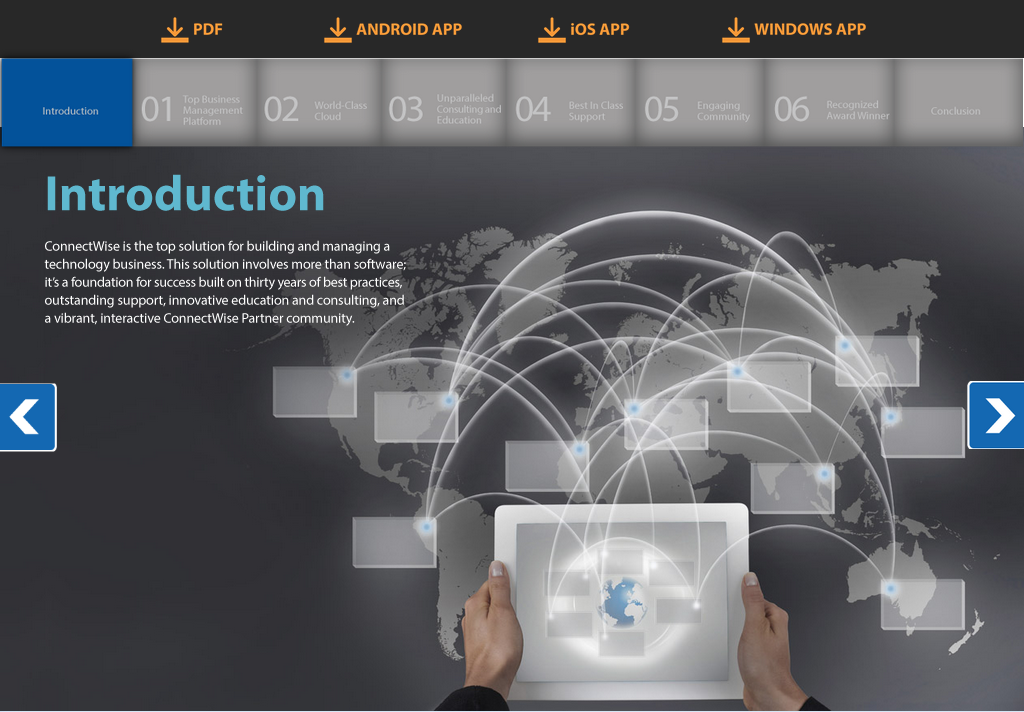 PDF
ANDROID APP
iOS APP
WINDOWS APP
Introduction
01 Top Business
Management
Platform
02 World-Class
Cloud
03 Unparalleled
Consulting and
Education
04 Best In Class
Support
05 Engaging
Community
06 Recognized
Award Winner
Conclusion
Introduction
ConnectWise is the top solution for building and managing a
technology business. This solution involves more than software;
it’s a foundation for success built on thirty years of best practices,
outstanding support, innovative education and consulting, and
a vibrant, interactive ConnectWise Partner community.